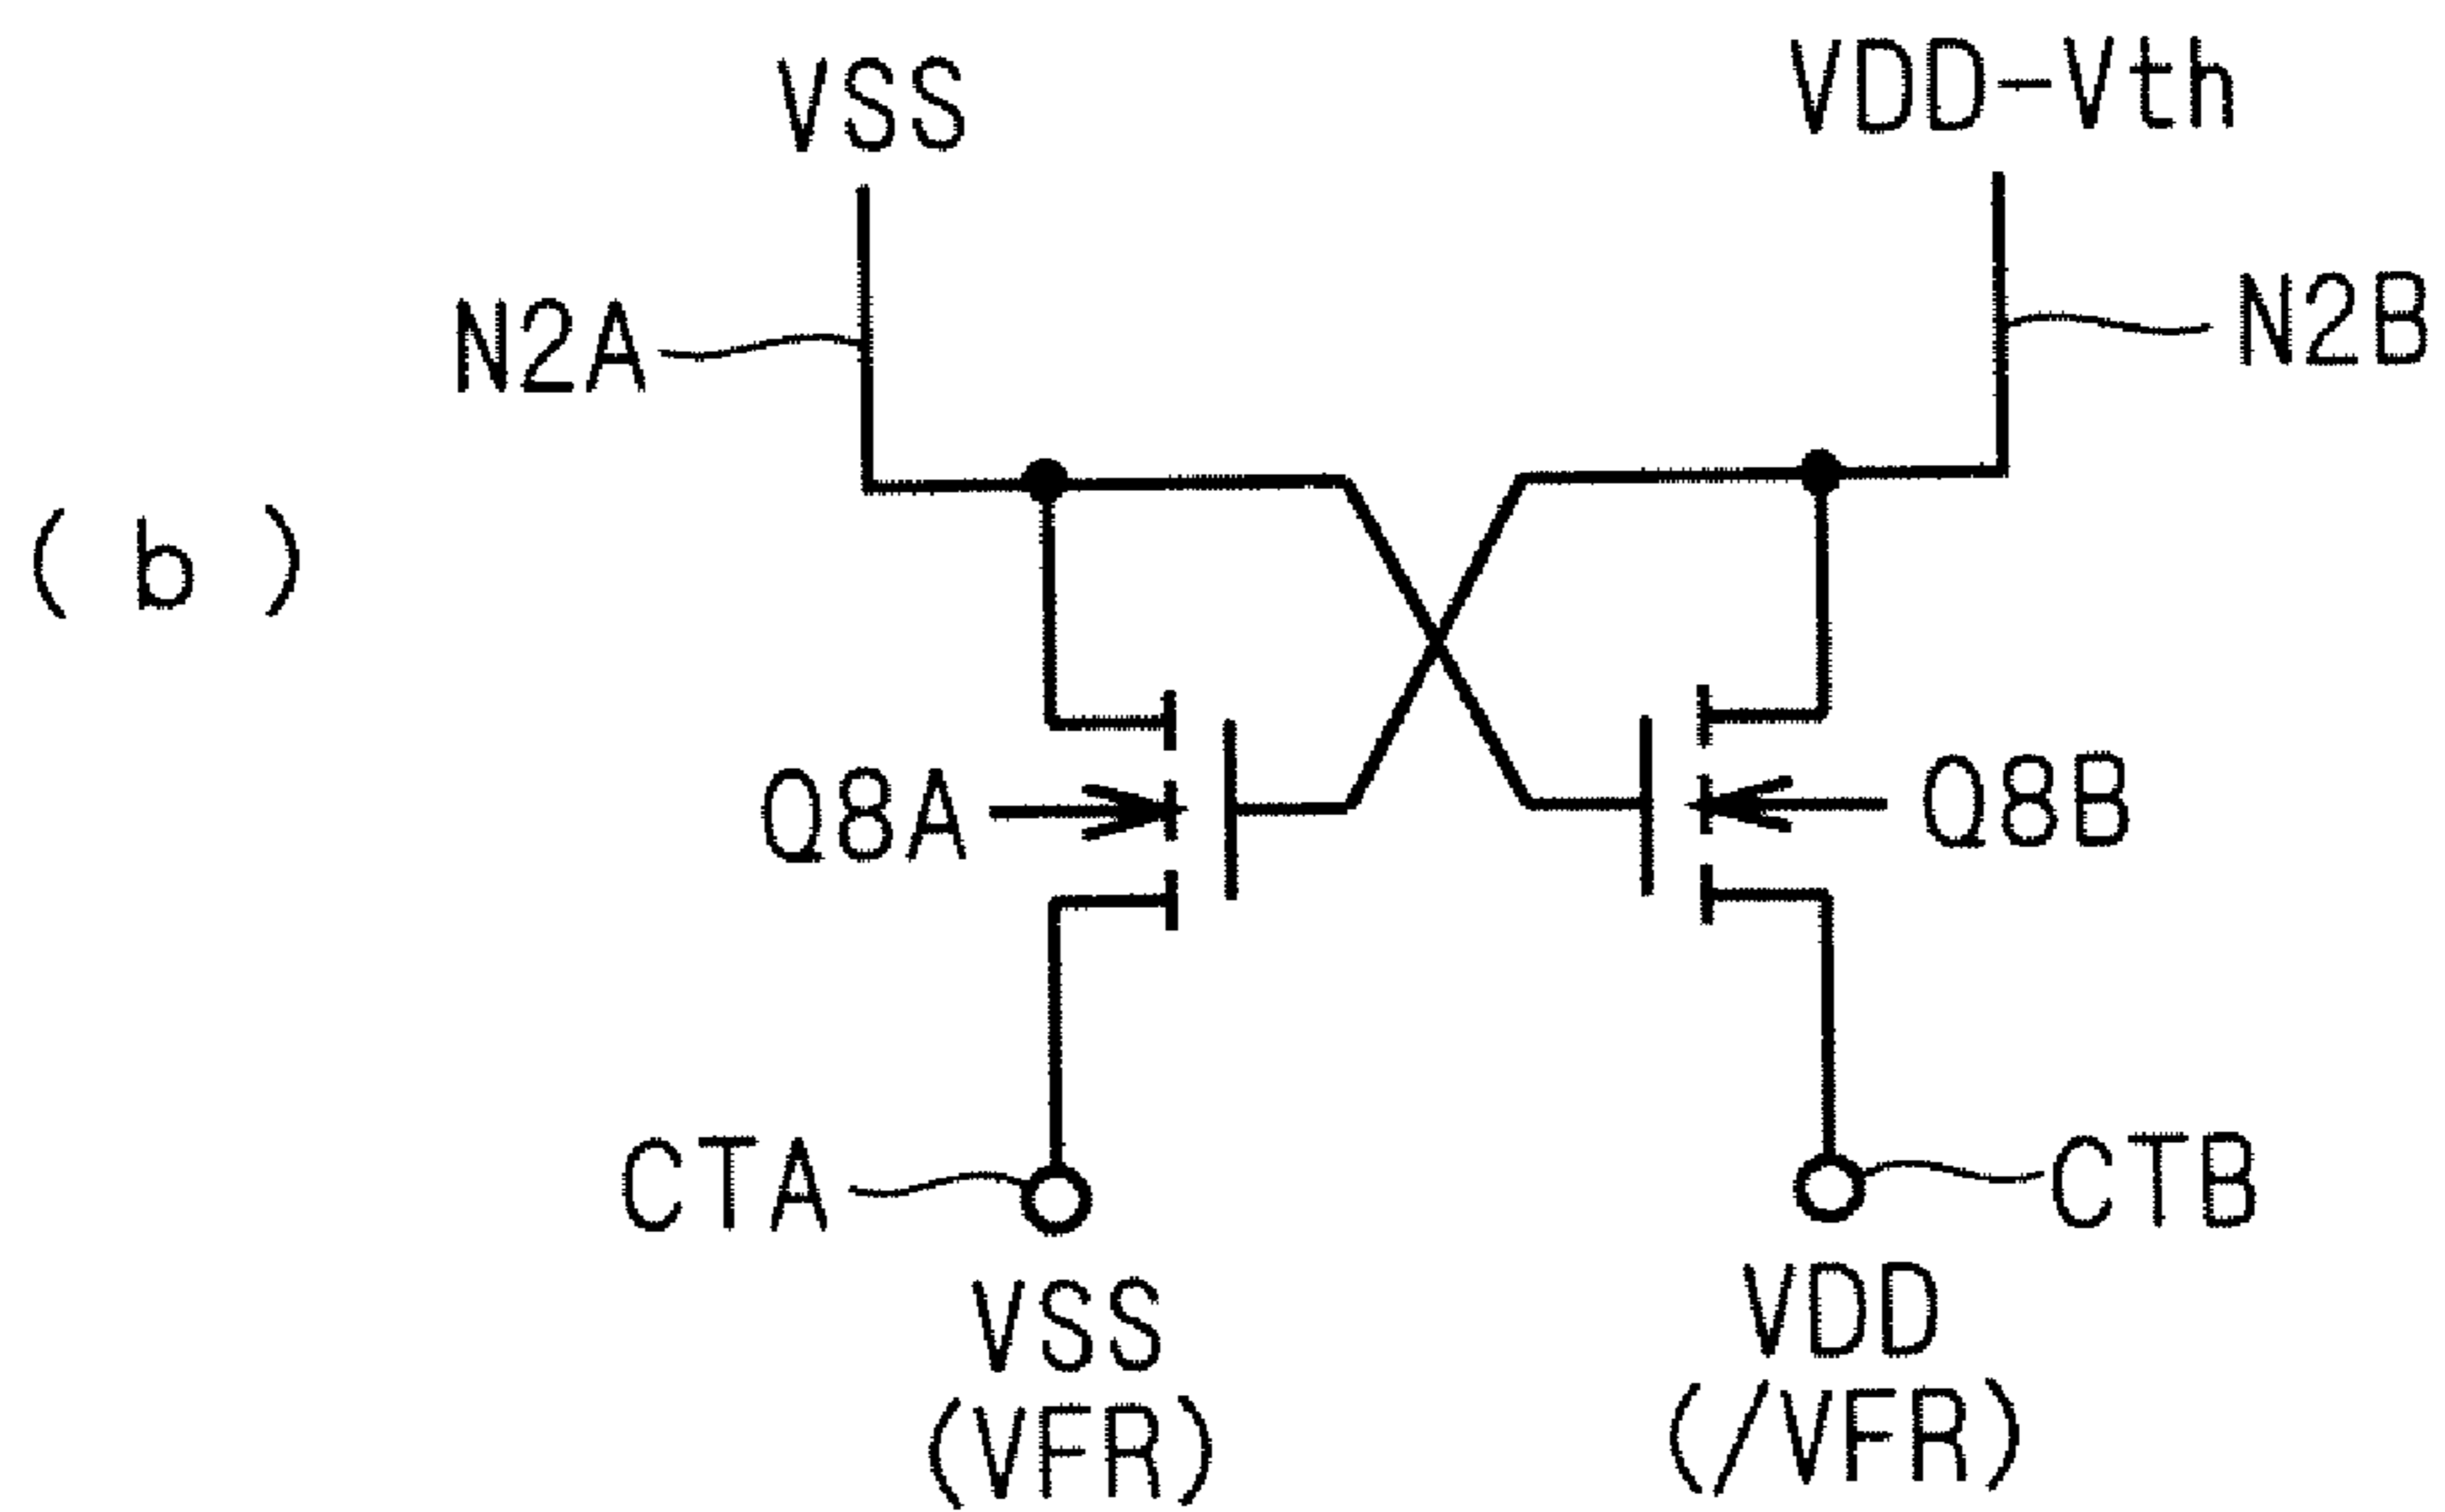 VSS
VDD-Vth
N2A
N2B
( b )
Q8A
Q8B
CTA
CTB
VSS
VDD
(VFR)
(/VFR)